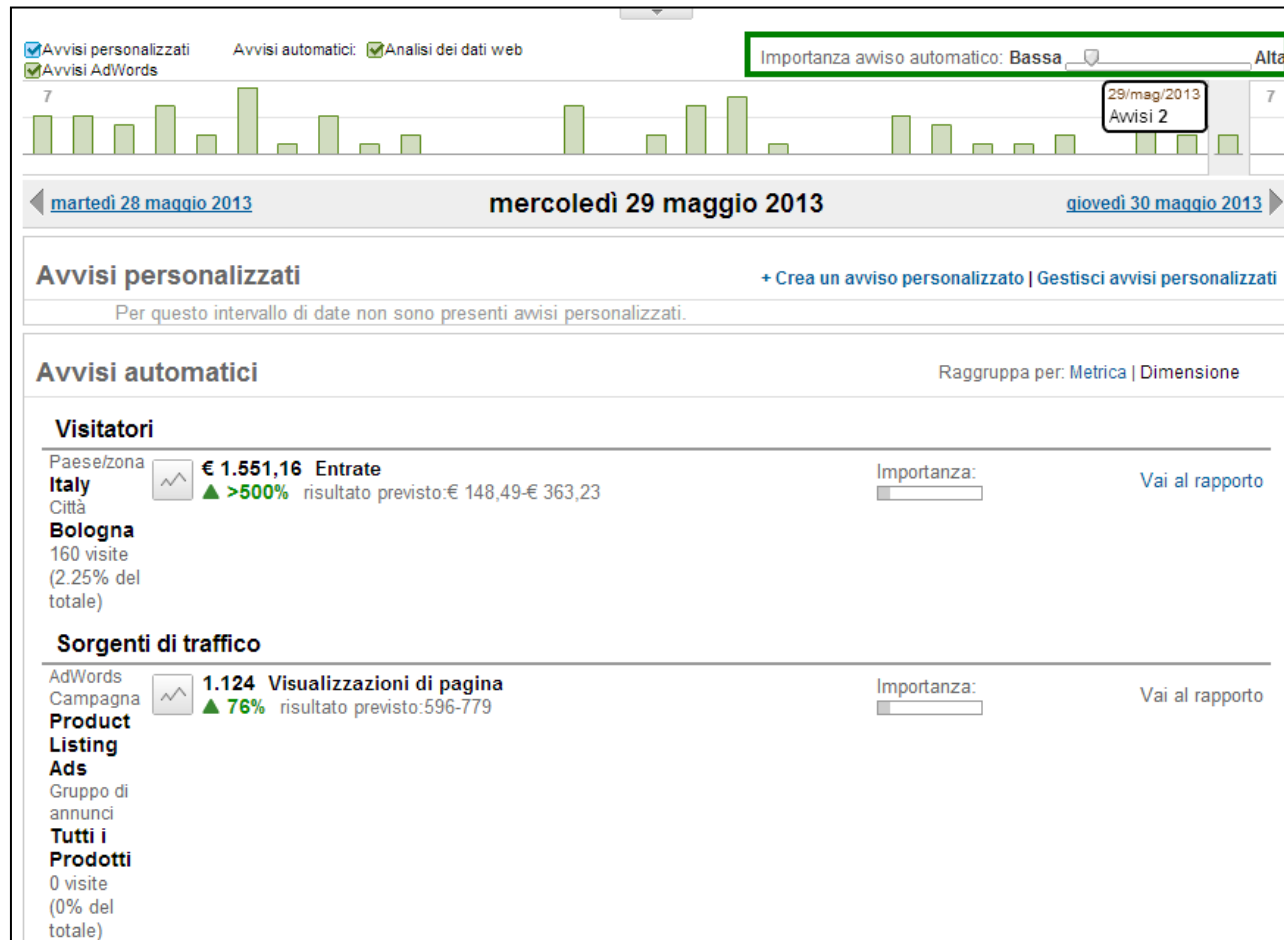 Avvisi personalizzati Avvisi automatici: Analisi dei dati web
Avvisi AdWords
Importanza avviso automatico: Bassa Alta
7 7
29/mag/2013
Avvisi 2
martedì 28 maggio 2013 mercoledì 29 maggio 2013 giovedì 30 maggio 2013
Avvisi personalizzati + Crea un avviso personalizzato | Gestisci avvisi personalizzati
Per questo intervallo di date non sono presenti avvisi personalizzati.
Avvisi automatici Raggruppa per: Metrica | Dimensione
Visitatori
Paese/zona
Italy
Città
Bologna
160 visite
(2.25% del
totale)
€ 1.551,16 Entrate
>500% risultato previsto:€ 148,49-€ 363,23
Importanza:
Vai al rapporto
Sorgenti di traffico
AdWords
Campagna
Product
Listing
Ads
Gruppo di
annunci
Tutti i
Prodotti
0 visite
(0% del
totale)
1.124 Visualizzazioni di pagina
76% risultato previsto:596-779
Importanza:
Vai al rapporto